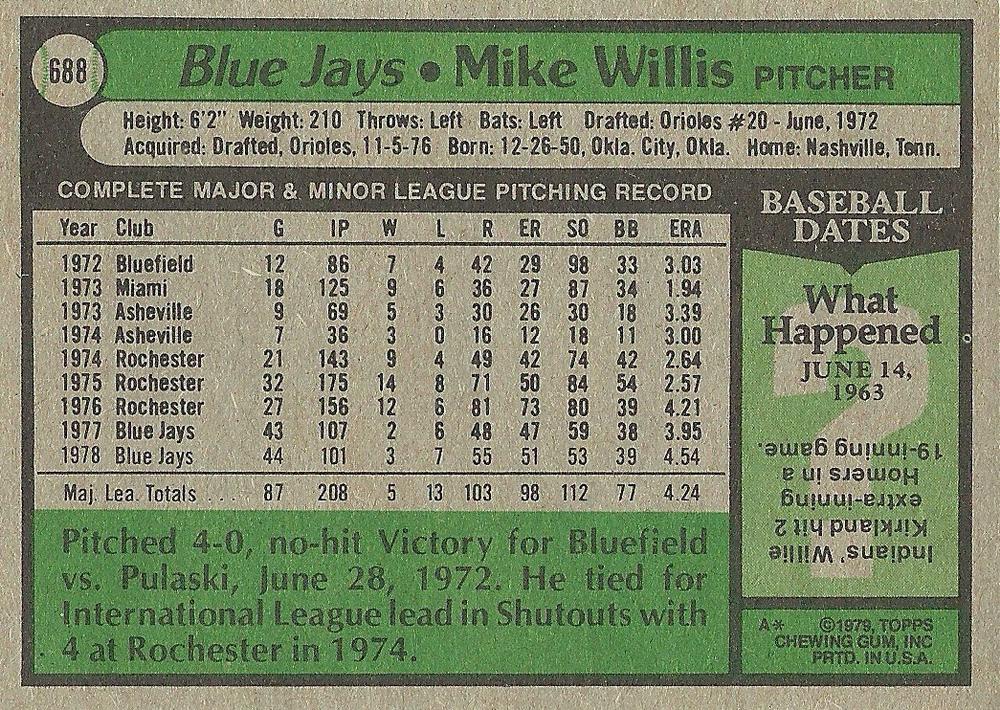 688
Blue Jays • Mike Willis PITCHER
Height: 6'2" Weight: 210 Throws: Left Bats: Left Drafted: Orioles #20 - June, 1972
Acquired: Drafted, Orioles, 11-5-76 Born: 12-26-50, Okla. City, Okla. Home: Nashville, Tenn.
COMPLETE MAJOR & MINOR LEAGUE PITCHING RECORD
Year Club G IP W L R ER SO BB ERA
1972 Bluefield 12 86 7 4 42 29 98 33 3.03
1973 Miami 18 125 9 6 36 27 87 34 1.94
1973 Asheville 9 69 5 3 30 26 30 18 3.39
1974 Asheville 7 36 3 0 16 12 18 11 3.00
1974 Rochester 21 143 9 4 49 42 74 42 2.64
1975 Rochester 32 175 14 8 71 50 84 54 2.57
1976 Rochester 27 156 12 6 81 73 80 39 4.21
1977 Blue Jays 43 107 2 6 48 47 59 38 3.95
1978 Blue Jays 44 101 3 7 55 51 53 39 4.54
Maj. Lea. Totals ... 87 208 5 13 103 98 112 77 4.24
Pitched 4-0, no-hit Victory for Bluefield
vs. Pulaski, June 28, 1972. He tied for
International League lead in Shutouts with
4 at Rochester in 1974.
BASEBALL
DATES
What
Happened
JUNE 14,
1963
?
Indians' Willie
Kirkland hit 2
extra-inning
Homers in a
19-inning game.
A* ©1979, TOPPS
CHEWING GUM, INC
PRTD. IN U.S.A.